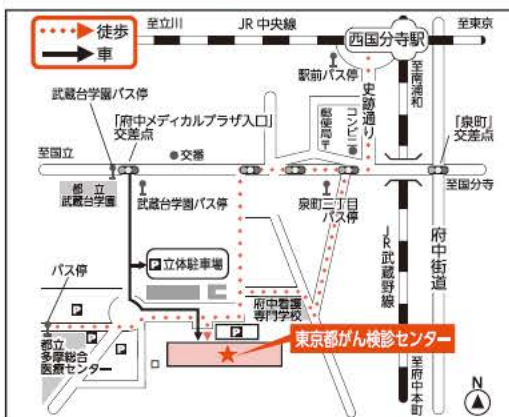 徒歩
車
至立川
JR中央線
西国分寺駅
至東京
駅前バス停
史跡通り
至南浦和
武蔵台学園バス停
「府中メディカルプラザ入口」
交差点
郵便局〒
コンビニ
「泉町」
交差点
至国立
交番
至国分寺
都立
武蔵台学園
武蔵台学園バス停
泉町三丁目
バス停
P立体駐車場
JR武蔵野線
府中街道
バス停
P
府中看護
専門学校
P
P
東京都がん検診センター
都立
多摩総合
医療センター
至府中本町
N